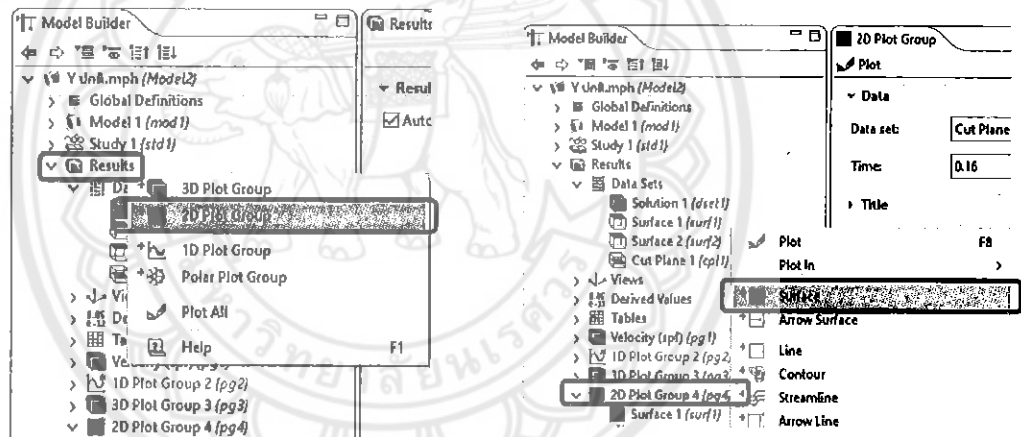 Model Builder
Results
Y Unit.mph (Model2)
Global Definitions
Model 1 (mod1)
Study 1 (std1)
Results
Resul
Auto
3D Plot Group
2D Plot Group
1D Plot Group
Polar Plot Group
Plot All
Help F1
1D Plot Group 2 (pg2)
3D Plot Group 3 (pg3)
2D Plot Group 4 (pg4)
Model Builder
2D Plot Group
Plot
Y Unit.mph (Model2)
Global Definitions
Model 1 (mod1)
Study 1 (std1)
Results
Data Sets
Solution 1 (dset1)
Surface 1 (surf1)
Surface 2 (surf2)
Cut Plane 1 (cpl1)
Views
Derived Values
Tables
Velocity (spf) (pg1)
1D Plot Group 2 (pg2)
3D Plot Group 3 (pg3)
2D Plot Group 4 (pg4)
Surface 1 (surf1)
Data
Data set: Cut Plane
Time: 0.16
Title
Plot F8
Plot In
Surface
Arrow Surface
Line
Contour
Streamline
Arrow Line